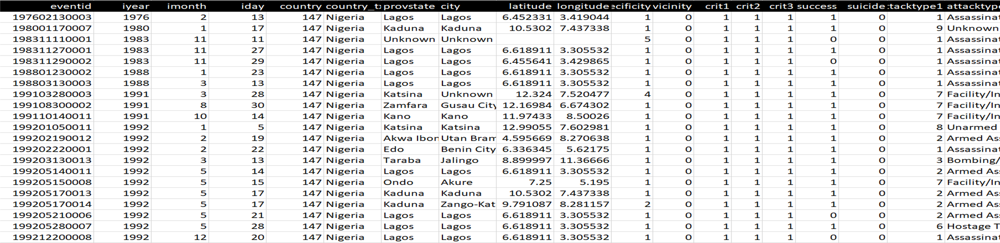 eventid iyear imonth iday country country_tx provstate city latitude longitude ecificity vicinity crit1 crit2 crit3 success suicide :tacktype1 attacktype
197602130003 1976 2 13 147 Nigeria Lagos Lagos 6.452331 3.419044 1 0 1 1 1 1 0 1 Assassinat
198001170007 1980 1 17 147 Nigeria Kaduna Kaduna 10.5302 7.437338 1 0 1 1 1 1 0 9 Unknown
198311110001 1983 11 11 147 Nigeria Unknown Unknown 5 0 1 1 1 0 0 1 Assassinat
198311270001 1983 11 27 147 Nigeria Lagos Lagos 6.618911 3.305532 1 0 1 1 1 1 0 1 Assassinat
198311290002 1983 11 29 147 Nigeria Lagos Lagos 6.455641 3.429865 1 0 1 1 1 0 0 1 Assassinat
198801230002 1988 1 23 147 Nigeria Lagos Lagos 6.618911 3.305532 1 0 1 1 1 1 0 1 Assassinat
198803130003 1988 3 13 147 Nigeria Lagos Lagos 6.618911 3.305532 1 0 1 1 1 1 0 1 Assassinat
199103280003 1991 3 28 147 Nigeria Katsina Unknown 12.324 7.520477 4 0 1 1 1 1 0 7 Facility/In
199108300002 1991 8 30 147 Nigeria Zamfara Gusau City 12.16984 6.674302 1 0 1 1 1 1 0 7 Facility/In
199110140011 1991 10 14 147 Nigeria Kano Kano 11.97433 8.50026 1 0 1 1 1 1 0 7 Facility/In
199201050011 1992 1 5 147 Nigeria Katsina Katsina 12.99055 7.602981 1 0 1 1 1 1 0 8 Unarmed
199202190012 1992 2 19 147 Nigeria Akwa Ibon Utan Bram 4.595669 8.270638 1 0 1 1 1 1 0 2 Armed Ass
199202220001 1992 2 22 147 Nigeria Edo Benin City 6.336345 5.62175 1 0 1 1 1 1 0 1 Assassinat
199203130013 1992 3 13 147 Nigeria Taraba Jalingo 8.899997 11.36666 1 0 1 1 1 1 0 3 Bombing/
199205140011 1992 5 14 147 Nigeria Lagos Lagos 6.618911 3.305532 1 0 1 1 1 1 0 2 Armed Ass
199205150008 1992 5 15 147 Nigeria Ondo Akure 7.25 5.195 1 0 1 1 1 1 0 7 Facility/In
199205170013 1992 5 17 147 Nigeria Kaduna Kaduna 10.5302 7.437338 1 0 1 1 1 1 0 2 Armed Ass
199205170014 1992 5 17 147 Nigeria Kaduna Zango-Kat 9.791087 8.281157 2 0 1 1 1 1 0 2 Armed Ass
199205210006 1992 5 21 147 Nigeria Lagos Lagos 6.618911 3.305532 1 0 1 1 1 0 0 2 Armed Ass
199205280007 1992 5 28 147 Nigeria Lagos Lagos 6.618911 3.305532 1 0 1 1 1 1 0 6 Hostage T
199212200008 1992 12 20 147 Nigeria Lagos Lagos 6.618911 3.305532 1 0 1 1 1 0 0 1 Assassinat